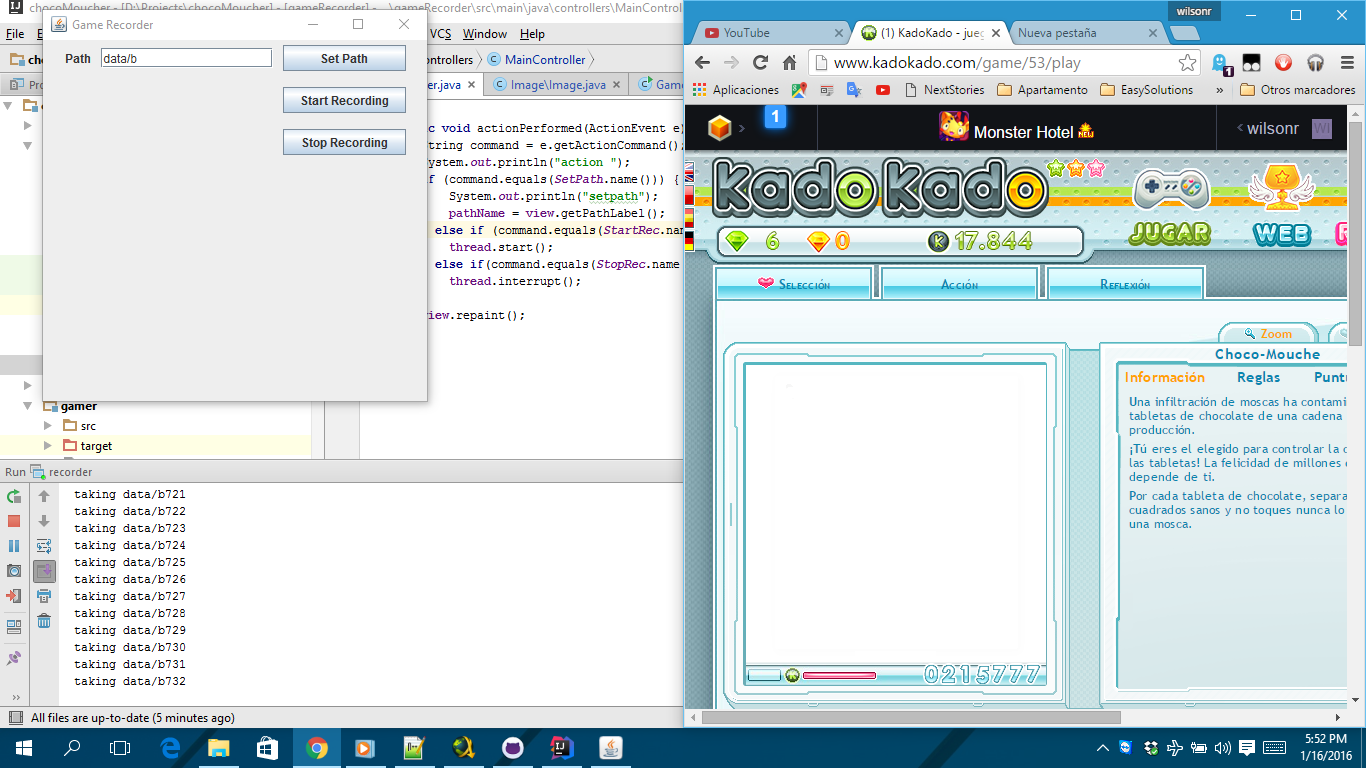 chocoMoucher - [D:\Projects\chocoMoucher] - [gameRecorder] - ...\gameRecorder\src\main\java\controllers\MainControl
Game Recorder
File
VCS Window Help
Path data/b Set Path
Start Recording
Stop Recording
MainController
Image\Image.java
void actionPerformed(ActionEvent e)
tring command = e.getActionCommand();
ystem.out.println("action ");
f (command.equals(SetPath.name())) {
System.out.println("setpath");
pathName = view.getPathLabel();
else if (command.equals(StartRec.na
thread.start();
else if(command.equals(StopRec.name
thread.interrupt();
iew.repaint();
gamer
src
target
Run recorder
taking data/b721
taking data/b722
taking data/b723
taking data/b724
taking data/b725
taking data/b726
taking data/b727
taking data/b728
taking data/b729
taking data/b730
taking data/b731
taking data/b732
All files are up-to-date (5 minutes ago)
wilsonr
YouTube
(1) KadoKado - jueg
Nueva pestaña
www.kadokado.com/game/53/play
1
Aplicaciones
NextStories
Apartamento
EasySolutions
»
Otros marcadores
1
Monster Hotel NEW
wilsonr WI
kadokado
6 0 K 17.844
JUGAR WEB
Selección
Acción
Reflexión
Zoom
Choco-Mouche
Información Reglas Puntu
Una infiltración de moscas ha contami
tabletas de chocolate de una cadena
producción.
¡Tú eres el elegido para controlar la c
las tabletas! La felicidad de millones
depende de ti.
Por cada tableta de chocolate, separa
cuadrados sanos y no toques nunca lo
una mosca.
0215777
5:52 PM
1/16/2016